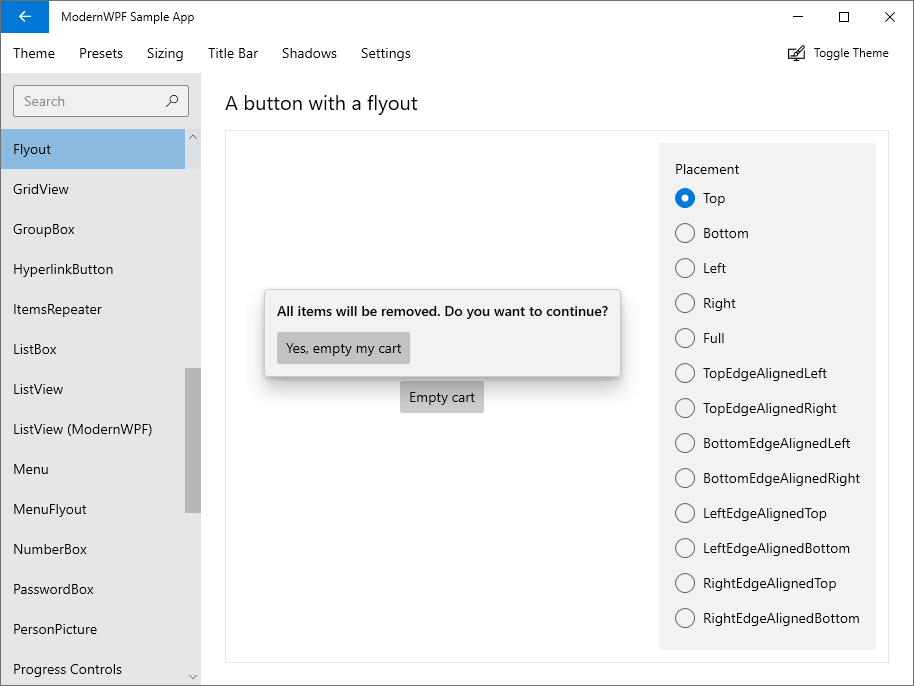 ModernWPF Sample App
Theme Presets Sizing Title Bar Shadows Settings Toggle Theme
Search
Flyout
GridView
GroupBox
HyperlinkButton
ItemsRepeater
ListBox
ListView
ListView (ModernWPF)
Menu
MenuFlyout
NumberBox
PasswordBox
PersonPicture
Progress Controls
A button with a flyout
All items will be removed. Do you want to continue?
Yes, empty my cart
Empty cart
Placement
Top
Bottom
Left
Right
Full
TopEdgeAlignedLeft
TopEdgeAlignedRight
BottomEdgeAlignedLeft
BottomEdgeAlignedRight
LeftEdgeAlignedTop
LeftEdgeAlignedBottom
RightEdgeAlignedTop
RightEdgeAlignedBottom